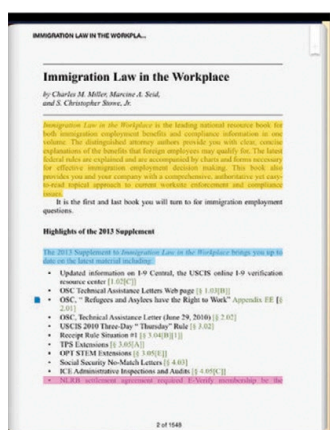 IMMIGRATION LAW IN THE WORKPLA...
Immigration Law in the Workplace
by Charles M. Miller, Marcine A. Seid,
and S. Christopher Stowe, Jr.
Immigration Law in the Workplace is the leading national resource book for
both immigration employment benefits and compliance information in one
volume. The distinguished attorney authors provide you with clear, concise
explanations of the benefits that foreign employees may qualify for. The latest
federal rules are explained and are accompanied by charts and forms necessary
for effective immigration employment decision making. This book also
provides you and your company with a comprehensive, authoritative yet easy-
to-read topical approach to current worksite enforcement and compliance
issues.
It is the first and last book you will turn to for immigration employment
questions.
Highlights of the 2013 Supplement
The 2013 Supplement to Immigration Law in the Workplace brings you up to
date on the latest material including:
• Updated information on I-9 Central, the USCIS online I-9 verification
resource center [1.02[C]]
• OSC Technical Assistance Letters Web page [§ 1.03[B]]
• OSC, “ Refugees and Asylees have the Right to Work” Appendix EE [§
2.01]
• OSC, Technical Assistance Letter (June 29, 2010) [§ 2.02]
• USCIS 2010 Three-Day “ Thursday” Rule [§ 3.02]
• Receipt Rule Situation #1 [§ 3.04[B][1]]
• TPS Extensions [§ 3.05[A]]
• OPT STEM Extensions [§ 3.05[E]]
• Social Security No-Match Letters [§ 4.03]
• ICE Administrative Inspections and Audits [§ 4.05[C]]
• NLRB settlement agreement required E-Verify membership be the
2 of 1548